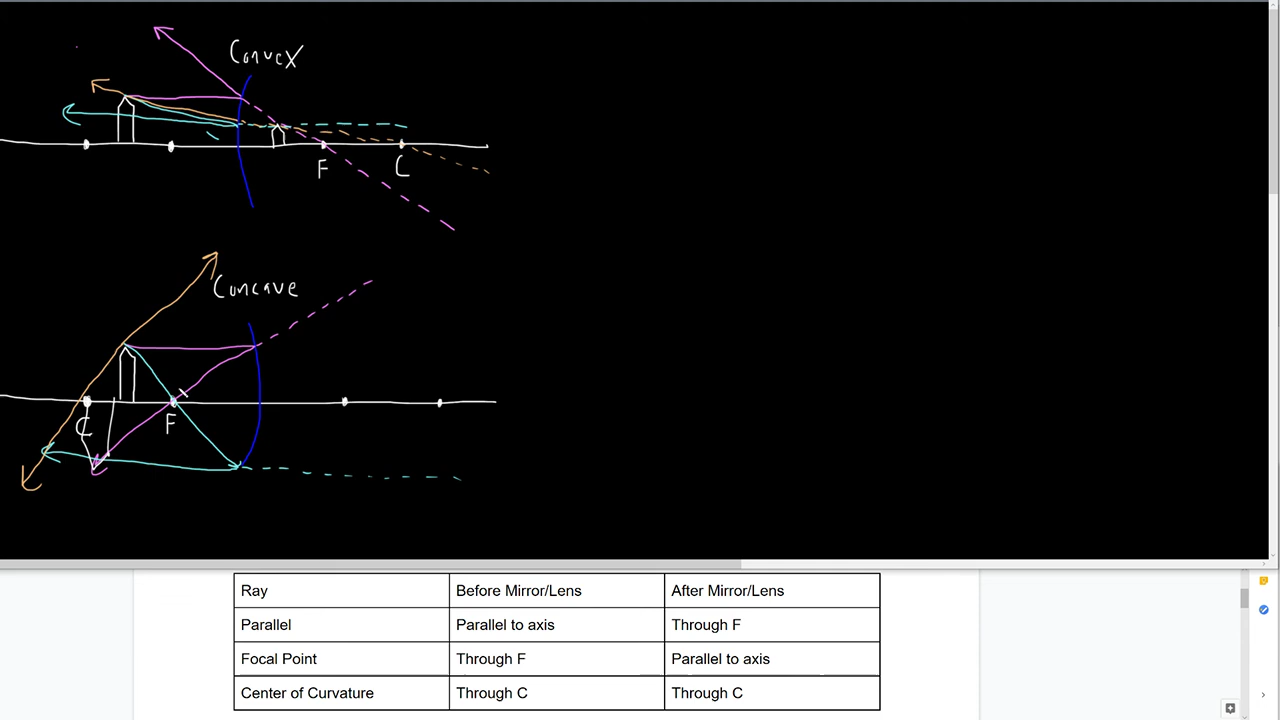 Convex
F C
Concave
C F
Ray Before Mirror/Lens After Mirror/Lens
Parallel Parallel to axis Through F
Focal Point Through F Parallel to axis
Center of Curvature Through C Through C